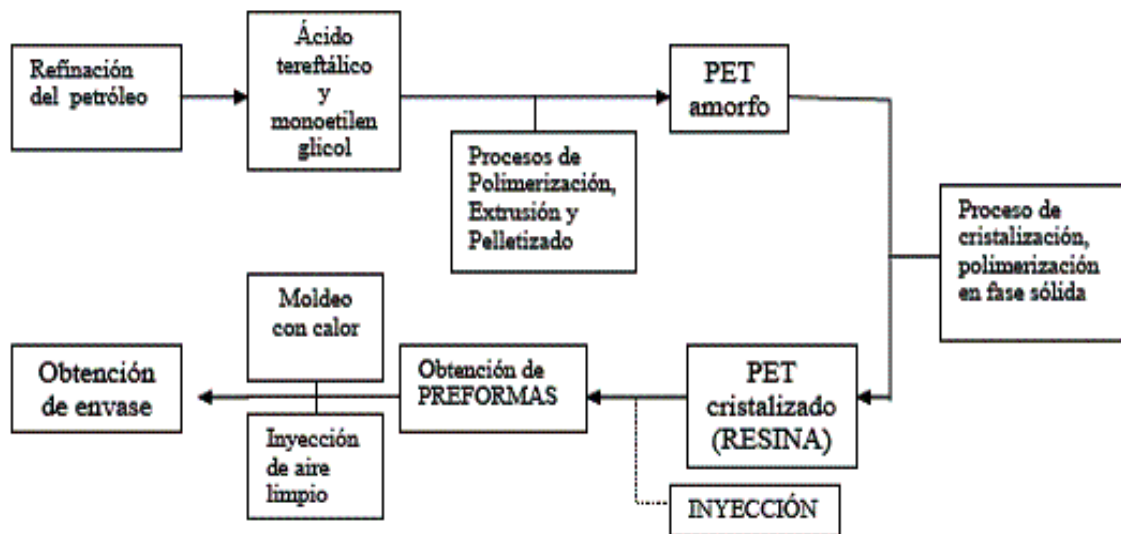 Refinación
del petróleo
Ácido
tereftálico
y
monoetilen
glicol
Procesos de
Polimerización,
Extrusión y
Pelletizado
PET
amorfo
Proceso de
cristalización,
polimerización
en fase sólida
PET
cristalizado
(RESINA)
INYECCIÓN
Obtención de
PREFORMAS
Moldeo
con calor
Inyección
de aire
limpio
Obtención
de envase